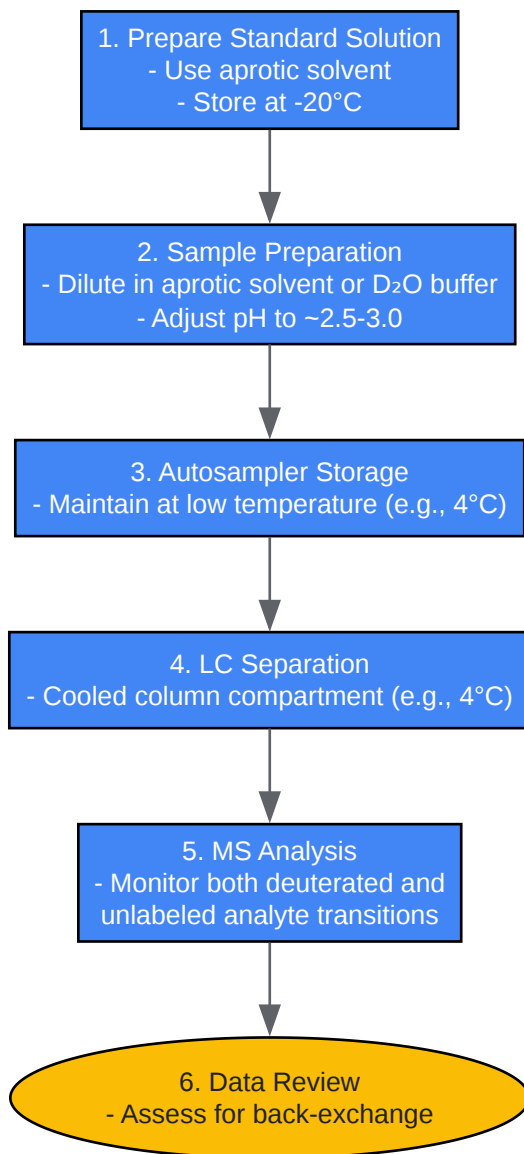 1. Prepare Standard Solution
- Use aprotic solvent
- Store at -20°C
2. Sample Preparation
- Dilute in aprotic solvent or D₂O buffer
- Adjust pH to ~2.5-3.0
3. Autosampler Storage
- Maintain at low temperature (e.g., 4°C)
4. LC Separation
- Cooled column compartment (e.g., 4°C)
5. MS Analysis
- Monitor both deuterated and
unlabeled analyte transitions
6. Data Review
- Assess for back-exchange